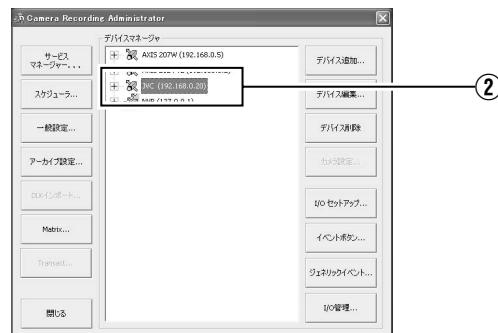 Camera Recording Administrator
デバイスマネージャ
サービス
マネージャー...
スケジューラ...
一般設定...
アーカイブ設定...
Matrix...
Transact...
閉じる
AXIS 207W (192.168.0.5)
JVC (192.168.0.20)
デバイス追加...
デバイス編集...
デバイス削除
カメラ設定...
I/O セットアップ...
イベントボタン...
ジェネリックイベント...
I/O管理...
②